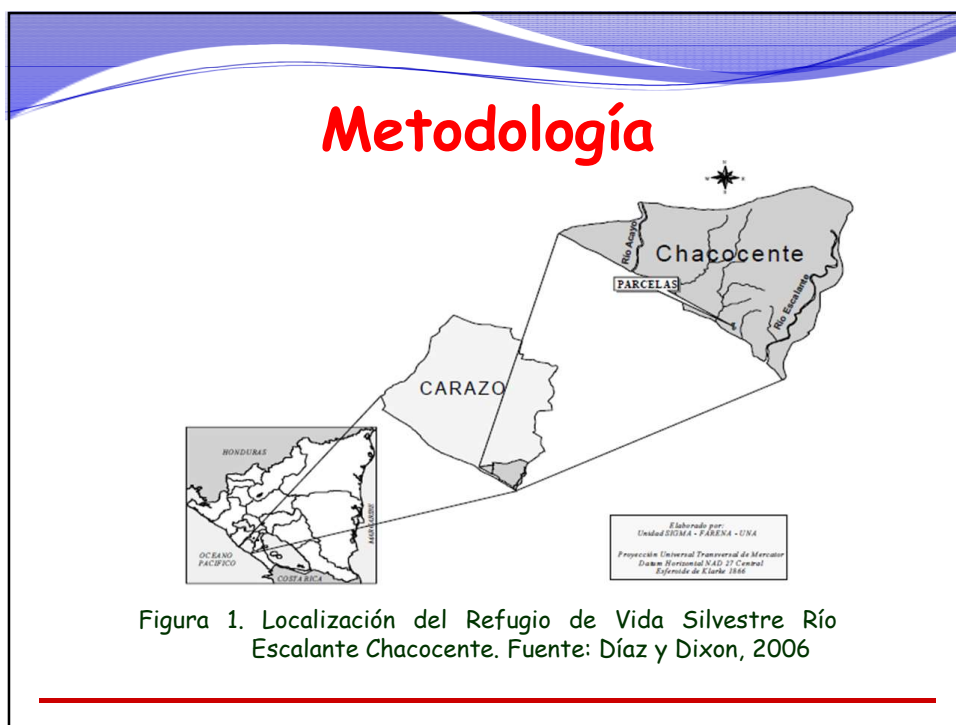 Metodología
N
W E
S
Río Acayo
Chacocente
PARCELAS
Río Escalante
CARAZO
HONDURAS
MAR CARIBE
OCEANO
PACIFICO
COSTA RICA
Elaborado por:
Unidad SIGMA - FARENA - UNA
Proyección Universal Transversal de Mercator
Datum Horizontal NAD 27 Central
Esferoide de Klarke 1866
Figura 1. Localización del Refugio de Vida Silvestre Río
Escalante Chacocente. Fuente: Díaz y Dixon, 2006